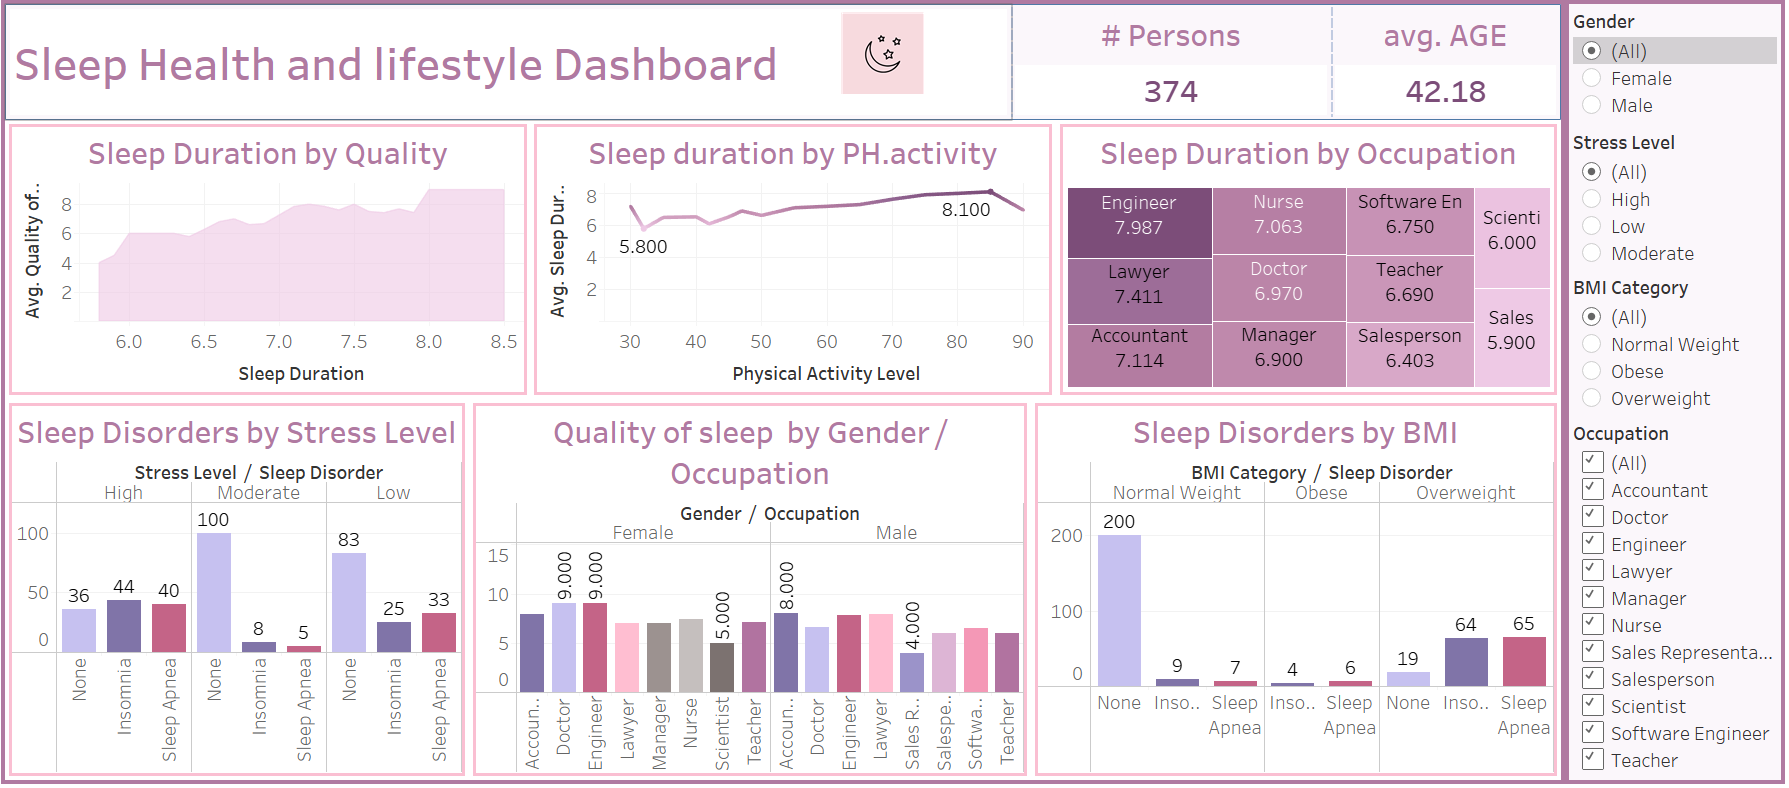 Sleep Health and lifestyle Dashboard
# Persons
374
avg. AGE
42.18
Sleep Duration by Quality
Avg. Quality of..
8
6
4
2
6.0 6.5 7.0 7.5 8.0 8.5
Sleep Duration
Sleep duration by PH.activity
Avg. Sleep Dur..
8
6
4
2
5.800
8.100
30 40 50 60 70 80 90
Physical Activity Level
Sleep Duration by Occupation
Engineer
7.987
Lawyer
7.411
Accountant
7.114
Nurse
7.063
Doctor
6.970
Manager
6.900
Software En
6.750
Teacher
6.690
Salesperson
6.403
Scienti
6.000
Sales
5.900
Sleep Disorders by Stress Level
Stress Level / Sleep Disorder
High Moderate Low
100
50
0
36 44 40 100 8 5 83 25 33
None Insomnia Sleep Apnea None Insomnia Sleep Apnea None Insomnia Sleep Apnea
Quality of sleep by Gender /
Occupation
Gender / Occupation
Female Male
15
10
5
0
9.000 9.000 5.000 8.000 4.000
Accoun.. Doctor Engineer Lawyer Manager Nurse Scientist Teacher Accoun.. Doctor Engineer Lawyer Sales R.. Salespe.. Softwa.. Teacher
Sleep Disorders by BMI
BMI Category / Sleep Disorder
Normal Weight Obese Overweight
200
100
0
200 9 7 4 6 19 64 65
None Inso.. Sleep Apnea Inso.. Sleep Apnea None Inso.. Sleep Apnea
Gender
(All)
Female
Male
Stress Level
(All)
High
Low
Moderate
BMI Category
(All)
Normal Weight
Obese
Overweight
Occupation
(All)
Accountant
Doctor
Engineer
Lawyer
Manager
Nurse
Sales Representa...
Salesperson
Scientist
Software Engineer
Teacher